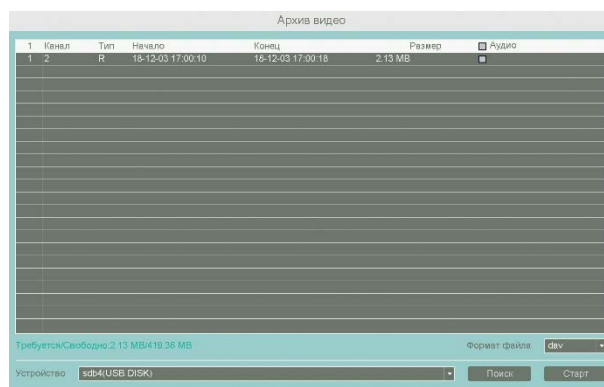 Архив видео
1 Канал Тип Начало Конец Размер Аудио
1 2 R 18-12-03 17:00:10 18-12-03 17:00:18 2.13 MB
Требуется/Свободно:2.13 MB/419.36 MB
Формат файла dav
Устройство sdb4(USB DISK) Поиск Старт